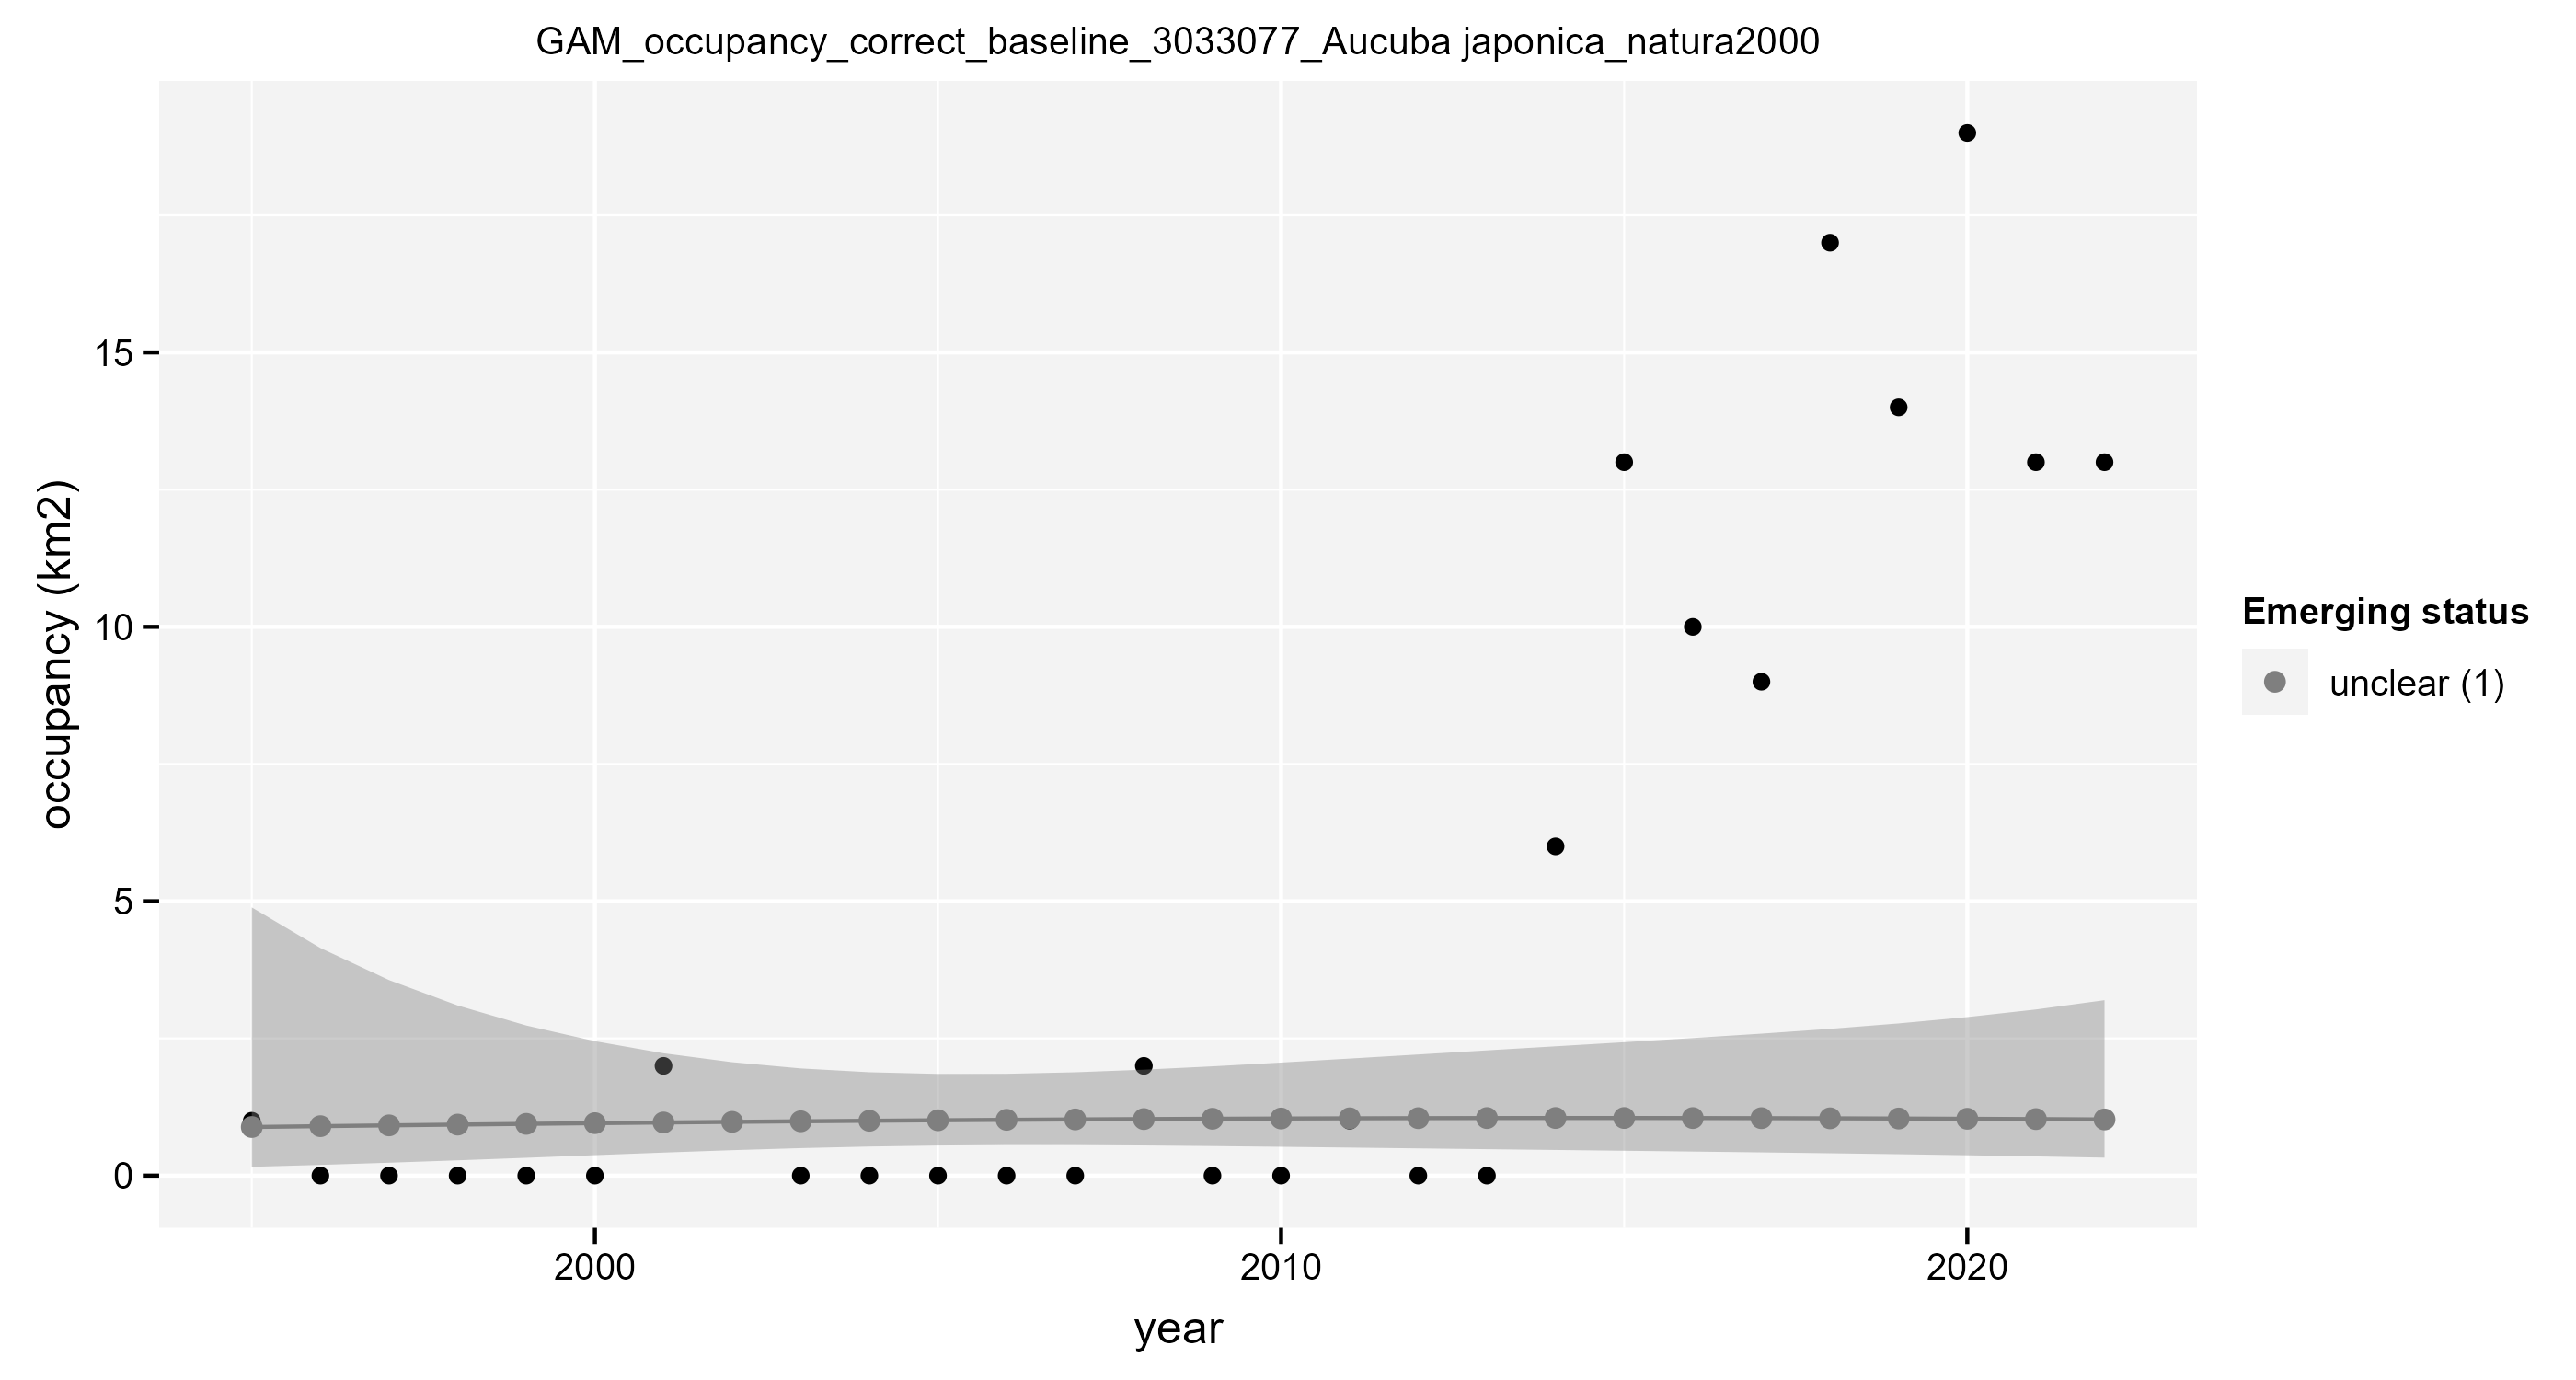 GAM_occupancy_correct_baseline_3033077_Aucuba japonica_natura2000
occupancy (km2)
15
10
5
0
2000
2010
2020
year
Emerging status
unclear (1)